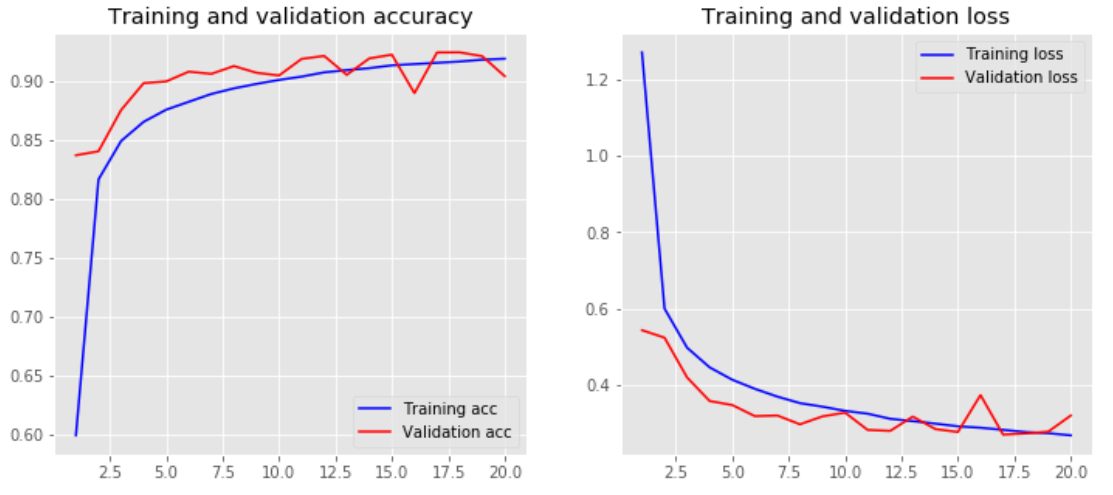 Training and validation accuracy
0.90
0.85
0.80
0.75
0.70
0.65
0.60
Training acc
Validation acc
2.5 5.0 7.5 10.0 12.5 15.0 17.5 20.0
Training and validation loss
Training loss
Validation loss
1.2
1.0
0.8
0.6
0.4
2.5 5.0 7.5 10.0 12.5 15.0 17.5 20.0